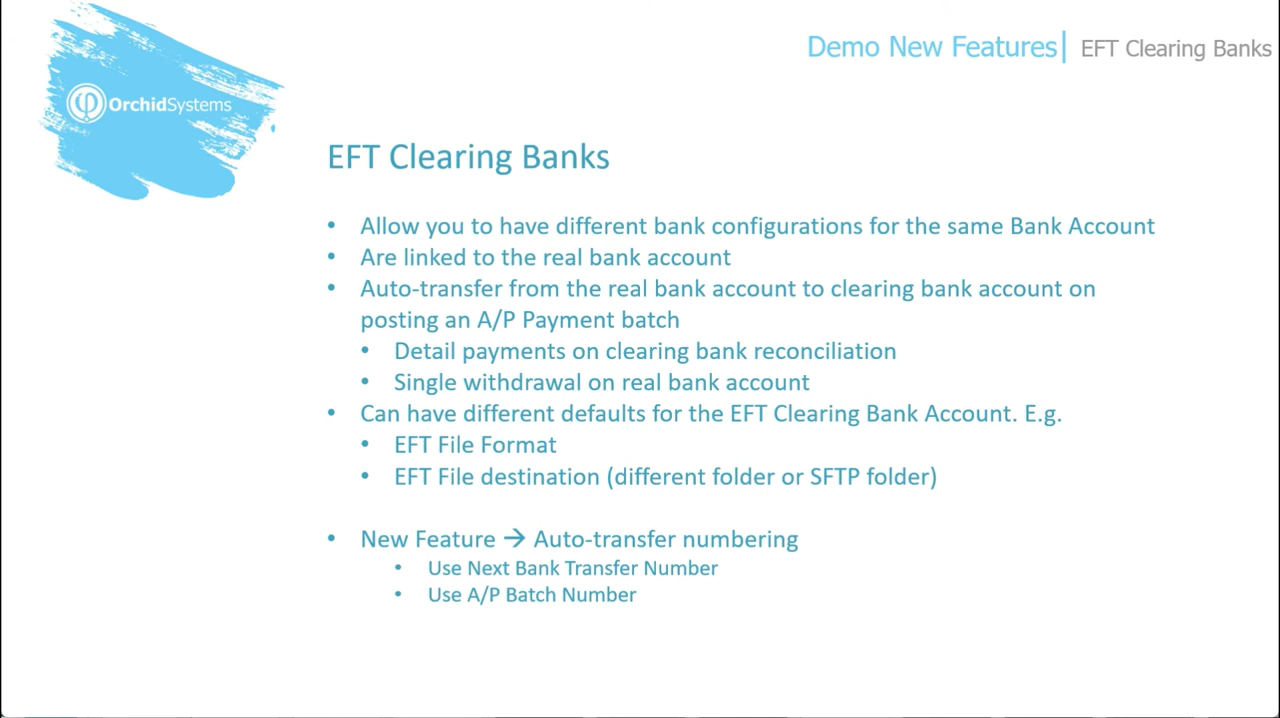 Demo New Features| EFT Clearing Banks
OrchidSystems
EFT Clearing Banks
• Allow you to have different bank configurations for the same Bank Account
• Are linked to the real bank account
• Auto-transfer from the real bank account to clearing bank account on
posting an A/P Payment batch
• Detail payments on clearing bank reconciliation
• Single withdrawal on real bank account
• Can have different defaults for the EFT Clearing Bank Account. E.g.
• EFT File Format
• EFT File destination (different folder or SFTP folder)
• New Feature → Auto-transfer numbering
• Use Next Bank Transfer Number
• Use A/P Batch Number